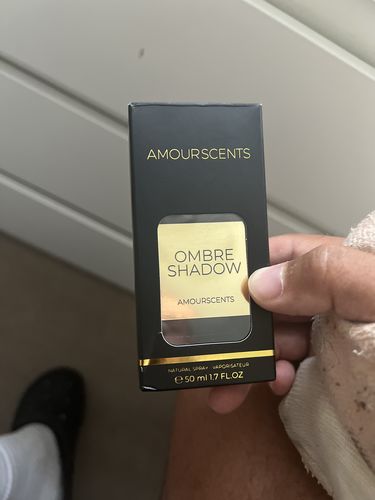 AMOURSCENTS
OMBRE
SHADOW
AMOURSCENTS
NATURAL SPRAY VAPORISATEUR
℮ 50 ml 1.7 FL.OZ